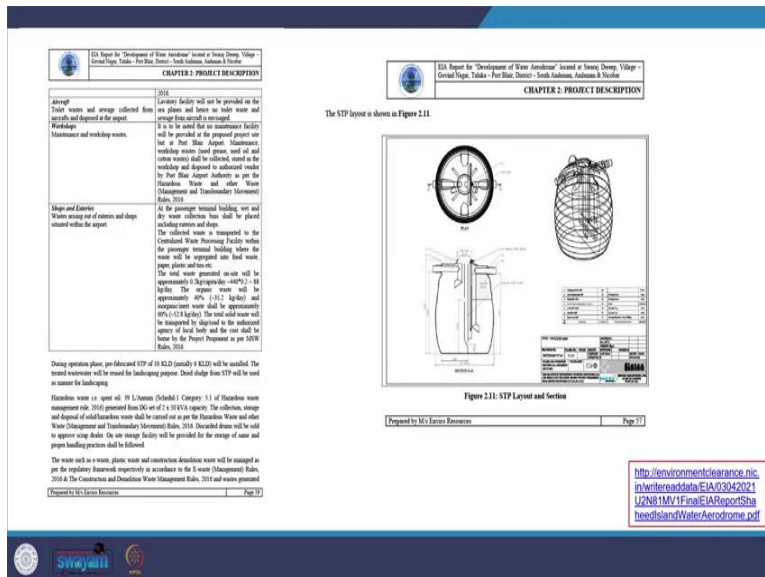 EIA Report for the "Development of Water Aerodrome" located at Swaraj Dweep, Village –
Govind Nagar, Taluka – Port Blair, District – South Andaman, Andaman & Nicobar
CHAPTER 2: PROJECT DESCRIPTION
2016.
Aircraft
Toilet wastes and sewage collected from
aircrafts and disposed at the airport.
Lavatory facility will not be provided on the
sea planes and hence no toilet waste and
sewage from aircraft is envisaged.
Workshops
Maintenance and workshop wastes.
It is to be noted that no maintenance facility
will be provided at the proposed project site
but at Port Blair Airport Maintenance,
workshop wastes (used grease, used oil and
cotton wastes) shall be collected, stored in the
workshop and disposed to authorized vendor
by Port Blair Airport Authority as per the
Hazardous Waste and other Waste
(Management and Transboundary Movement)
Rules, 2016.
Shops and Eateries
Wastes arising out of eateries and shops
situated within the airport.
At the passenger terminal building, wet and
dry waste collection bins shall be placed
including eateries and shops.
The collected waste is transported to the
Centralized Waste Processing Facility within
the passenger terminal building where the
waste will be segregated into food waste,
paper, plastic and tins etc.
The total waste generated on-site will be
approximately 0.2kg/capita/day ~440*0.2 ~ 88
kg/day. The organic waste will be
approximately 40% (~35.2 kg/day) and
inorganic/inert waste shall be approximately
60% (~52.8 kg/day). The total solid waste will
be transported by ship/road to the authorized
agency of local body and the cost shall be
borne by the Project Proponent as per MSW
Rules, 2016.
During operation phase, pre-fabricated STP of 10 KLD (initially 0 KLD) will be installed. The
treated wastewater will be reused for landscaping purpose. Dried sludge from STP will be used
as manure for landscaping.
Hazardous waste i.e. spent oil: 39 L/Annum (Schedul-1 Category: 5.1 of Hazardous waste
management rule, 2016) generated from DG set of 2 x 50 kVA capacity. The collection, storage
and disposal of solid/hazardous waste shall be carried out as per the Hazardous Waste and other
Waste (Management and Transboundary Movement) Rules, 2016. Discarded drums will be sold
to approve scrap dealer. On site storage facility will be provided for the storage of same and
proper handling practices shall be followed.
The waste such as e-waste, plastic waste and construction demolition waste will be managed as
per the regulatory framework respectively in accordance to the E-waste (Management) Rules,
2016 & The Construction and Demolition Waste Management Rules, 2016 and wastes generated
Prepared by M/s Enviro Resources Page 59
EIA Report for the "Development of Water Aerodrome" located at Swaraj Dweep, Village –
Govind Nagar, Taluka – Port Blair, District – South Andaman, Andaman & Nicobar
CHAPTER 2: PROJECT DESCRIPTION
The STP layout is shown in Figure 2.11.
PLAN
Figure 2.11: STP Layout and Section
Prepared by M/s Enviro Resources Page 57
http://environmentclearance.nic.
in/writereaddata/EIA/03042021
U2N81MV1FinalEIAReportSha
heedIslandWaterAerodrome.pdf
swayam